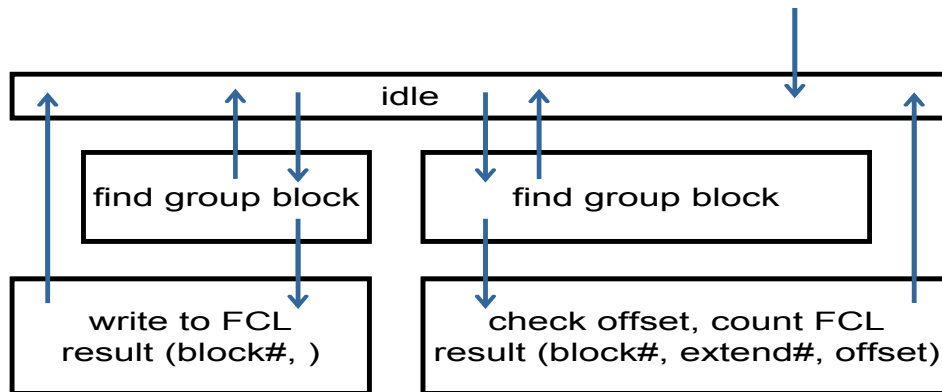 idle
find group block
find group block
write to FCL
result (block#, )
check offset, count FCL
result (block#, extend#, offset)